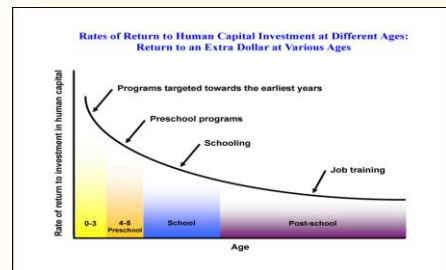 Rates of Return to Human Capital Investment at Different Ages:
Return to an Extra Dollar at Various Ages
Rate of return to investment in human capital
Programs targeted towards the earliest years
Preschool programs
Schooling
Job training
0-3
4-5
Preschool
School
Post-school
Age